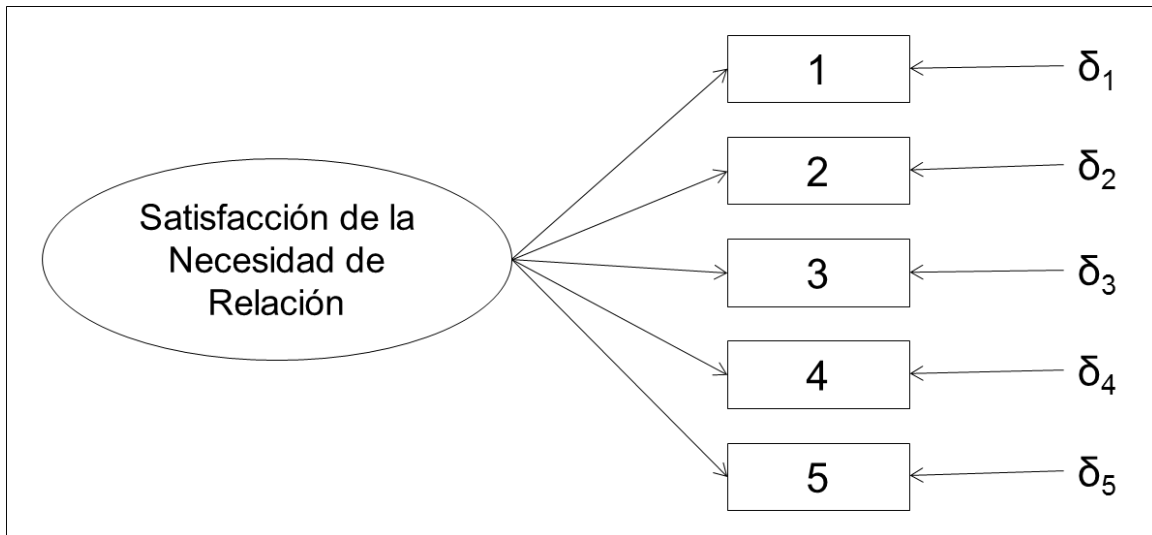 Satisfacción de la
Necesidad de
Relación
1
δ1
2
δ2
3
δ3
4
δ4
5
δ5